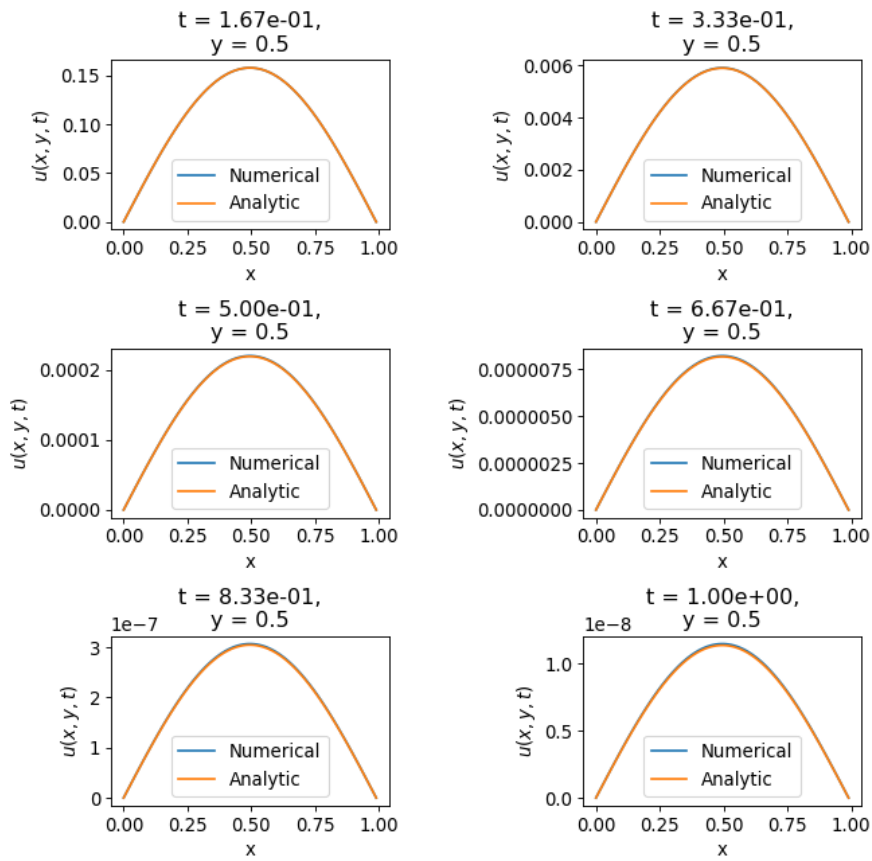 t = 1.67e-01,
y = 0.5
0.15
0.10
0.05
0.00
u(x, y, t)
Numerical
Analytic
0.00 0.25 0.50 0.75 1.00
x
t = 3.33e-01,
y = 0.5
0.006
0.004
0.002
0.000
u(x, y, t)
Numerical
Analytic
0.00 0.25 0.50 0.75 1.00
x
t = 5.00e-01,
y = 0.5
0.0002
0.0001
0.0000
u(x, y, t)
Numerical
Analytic
0.00 0.25 0.50 0.75 1.00
x
t = 6.67e-01,
y = 0.5
0.0000075
0.0000050
0.0000025
0.0000000
u(x, y, t)
Numerical
Analytic
0.00 0.25 0.50 0.75 1.00
x
t = 8.33e-01,
y = 0.5
1e−7
3
2
1
0
u(x, y, t)
Numerical
Analytic
0.00 0.25 0.50 0.75 1.00
x
t = 1.00e+00,
y = 0.5
1e−8
1.0
0.5
0.0
u(x, y, t)
Numerical
Analytic
0.00 0.25 0.50 0.75 1.00
x